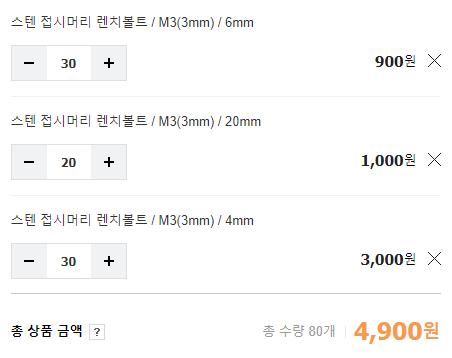 스텐 접시머리 렌치볼트 / M3(3mm) / 6mm
− 30 + 900원 ×
스텐 접시머리 렌치볼트 / M3(3mm) / 20mm
− 20 + 1,000원 ×
스텐 접시머리 렌치볼트 / M3(3mm) / 4mm
− 30 + 3,000원 ×
총 상품 금액 ? 총 수량 80개 | 4,900원